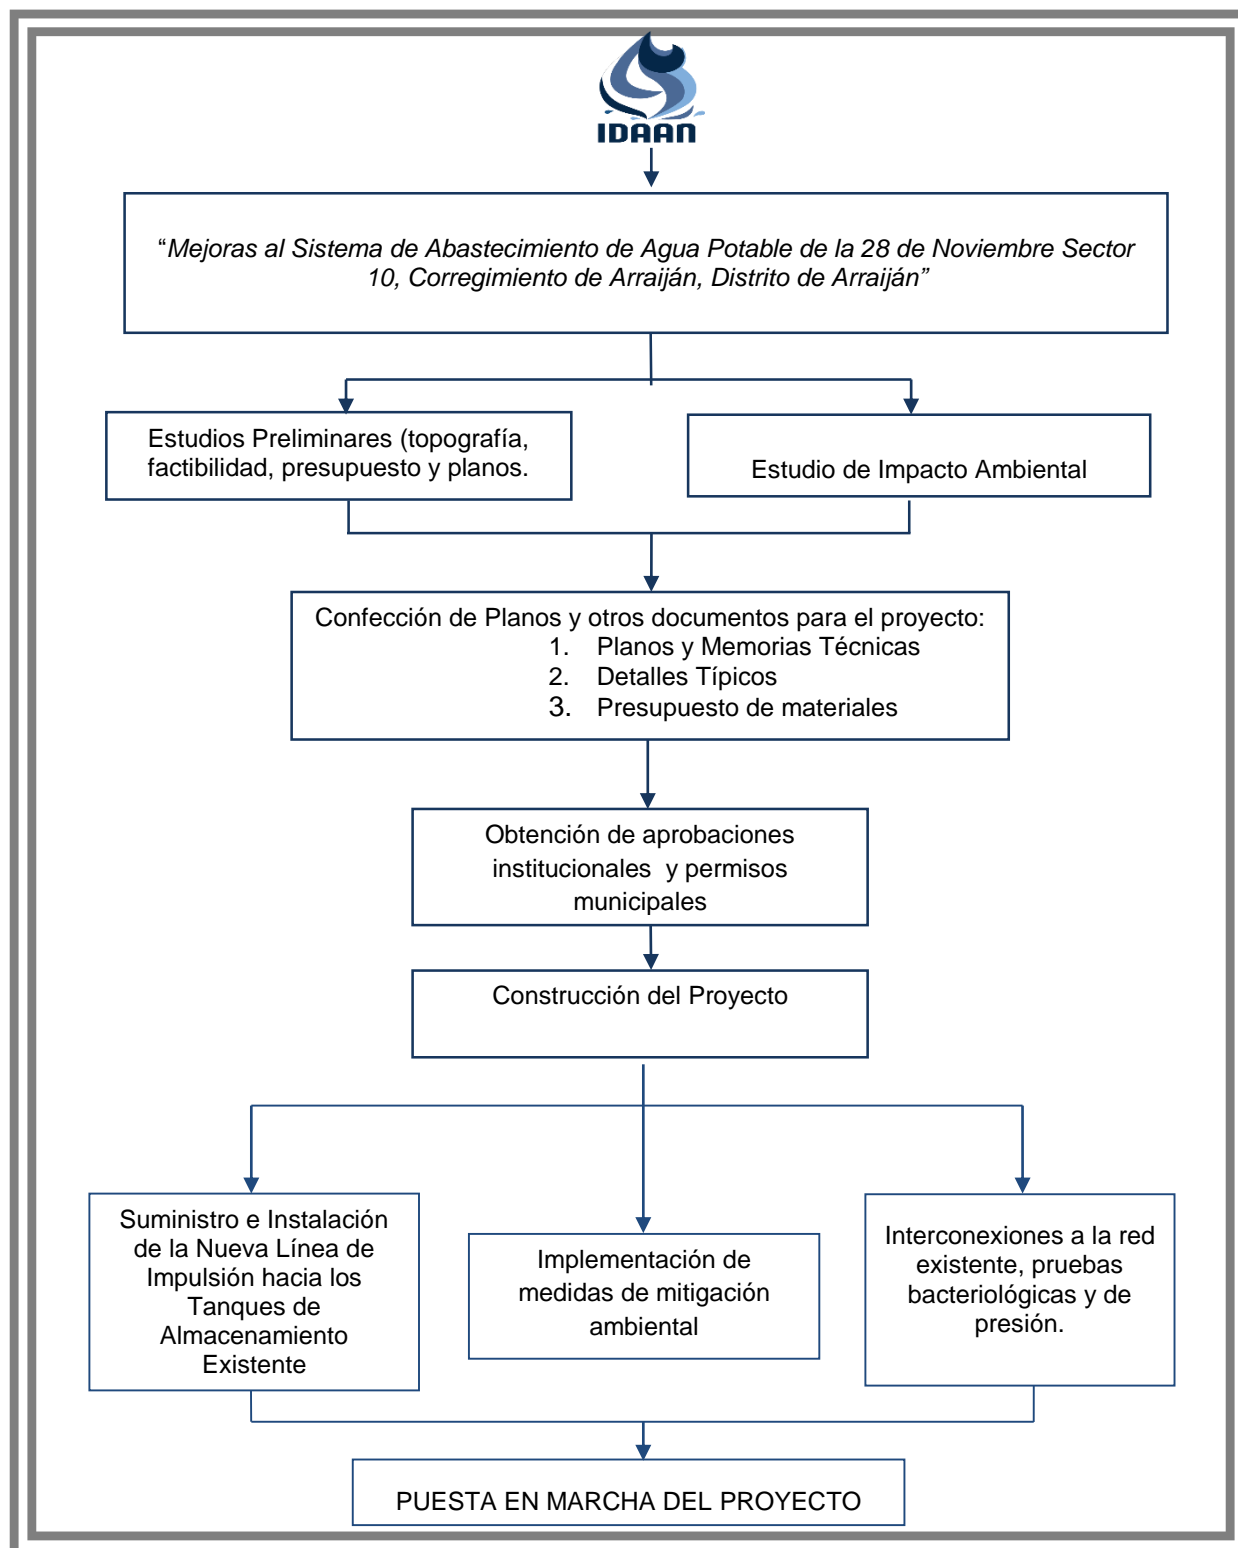 IDAAN
“Mejoras al Sistema de Abastecimiento de Agua Potable de la 28 de Noviembre Sector
10, Corregimiento de Arraiján, Distrito de Arraiján”
Estudios Preliminares (topografía,
factibilidad, presupuesto y planos.
Estudio de Impacto Ambiental
Confección de Planos y otros documentos para el proyecto:
1. Planos y Memorias Técnicas
2. Detalles Típicos
3. Presupuesto de materiales
Obtención de aprobaciones
institucionales y permisos
municipales
Construcción del Proyecto
Suministro e Instalación
de la Nueva Línea de
Impulsión hacia los
Tanques de
Almacenamiento
Existente
Implementación de
medidas de mitigación
ambiental
Interconexiones a la red
existente, pruebas
bacteriológicas y de
presión.
PUESTA EN MARCHA DEL PROYECTO